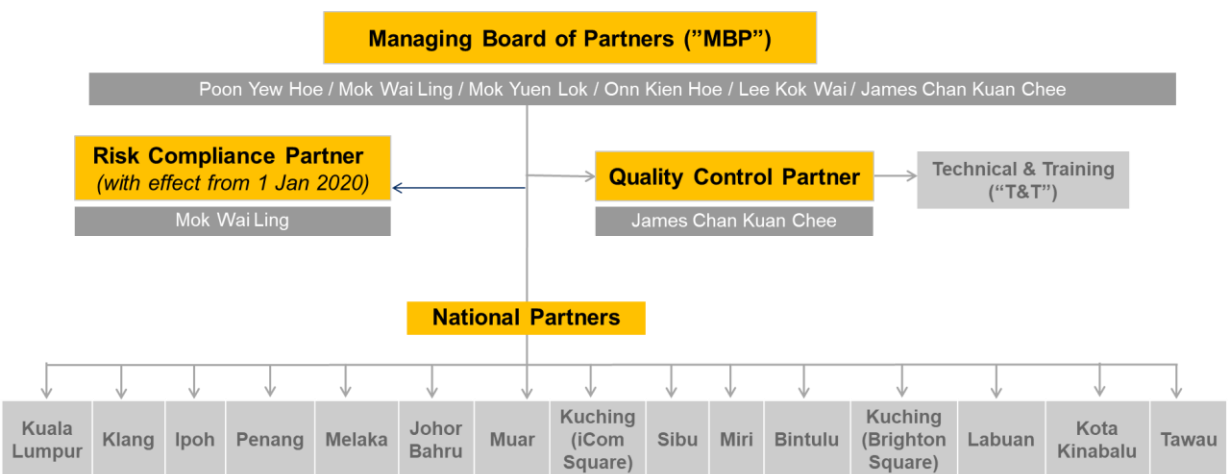 Managing Board of Partners (”MBP”)
Poon Yew Hoe / Mok Wai Ling / Mok Yuen Lok / Onn Kien Hoe / Lee Kok Wai / James Chan Kuan Chee
Risk Compliance Partner
(with effect from 1 Jan 2020)
Mok Wai Ling
Quality Control Partner
James Chan Kuan Chee
Technical & Training
(“T&T”)
National Partners
Kuala
Lumpur
Klang
Ipoh
Penang
Melaka
Johor
Bahru
Muar
Kuching
(iCom
Square)
Sibu
Miri
Bintulu
Kuching
(Brighton
Square)
Labuan
Kota
Kinabalu
Tawau